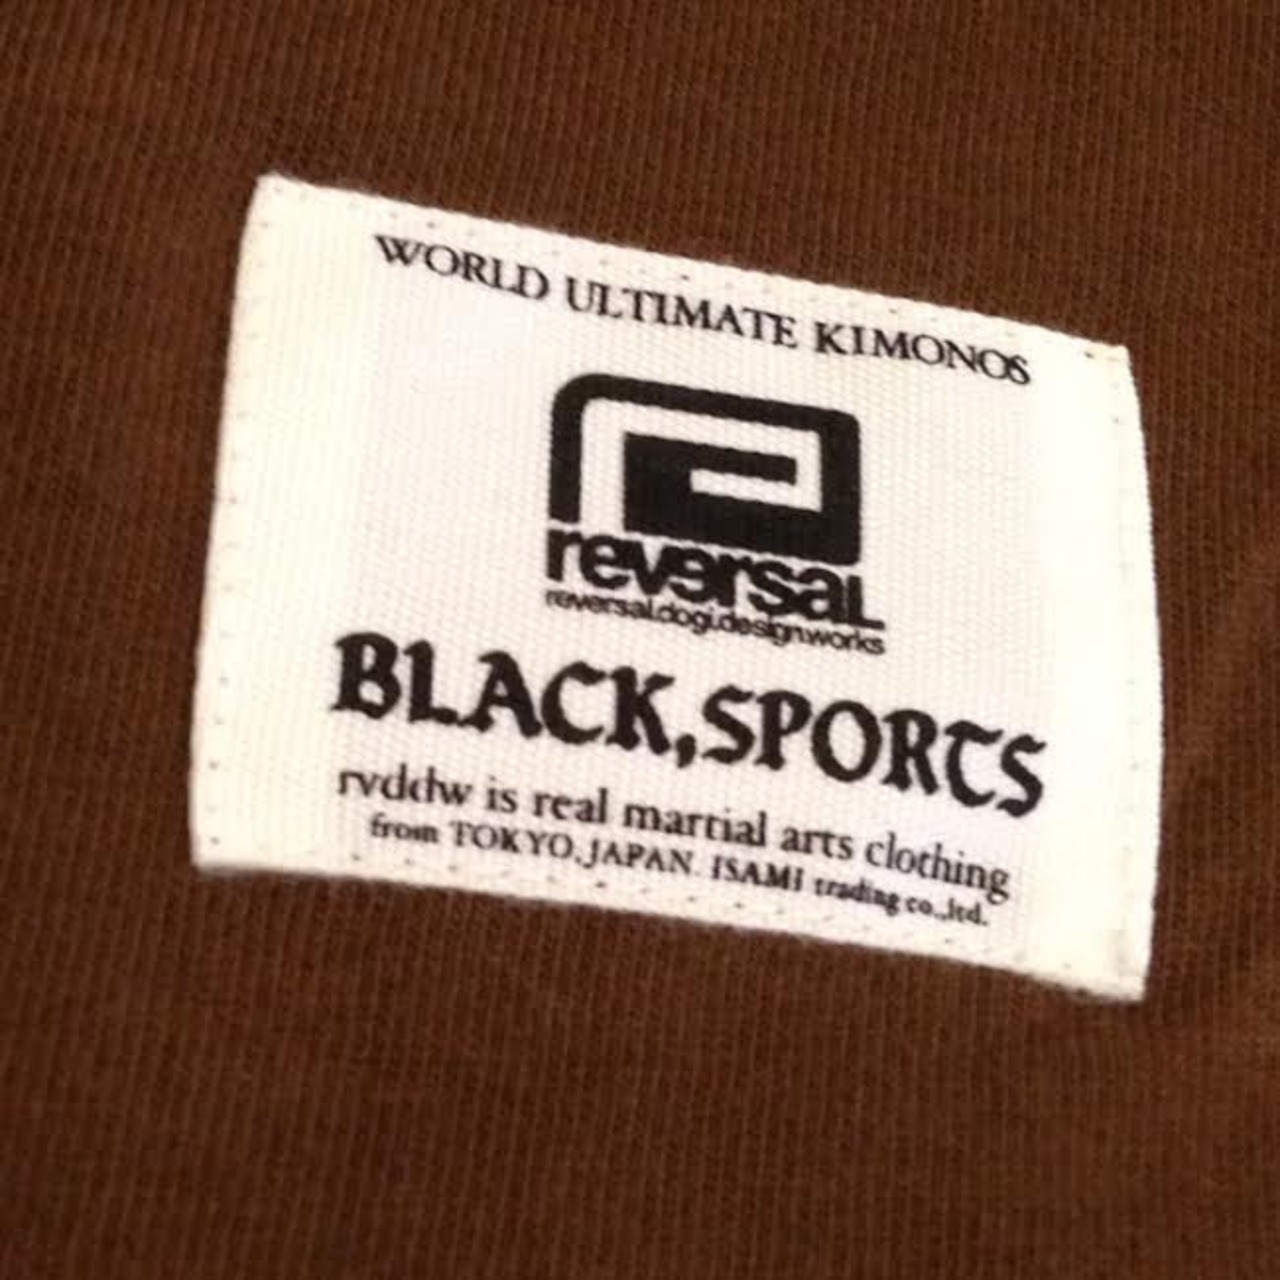 WORLD ULTIMATE KIMONOS
reversal
reversal.dogi.design.works
BLACK,SPORTS
rvddw is real martial arts clothing
from TOKYO.JAPAN. ISAMI trading co.,ltd.